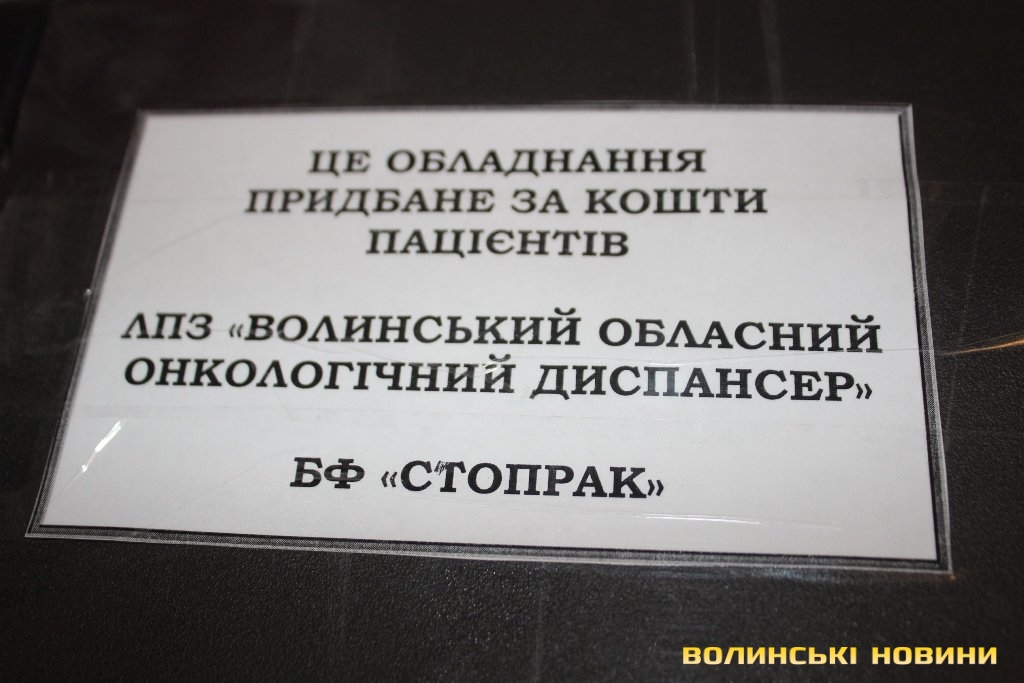 ЦЕ ОБЛАДНАННЯ
ПРИДБАНЕ ЗА КОШТИ
ПАЦІЄНТІВ
ЛПЗ «ВОЛИНСЬКИЙ ОБЛАСНИЙ
ОНКОЛОГІЧНИЙ ДИСПАНСЕР»
БФ «СТОПРАК»
ВОЛИНСЬКІ НОВИНИ